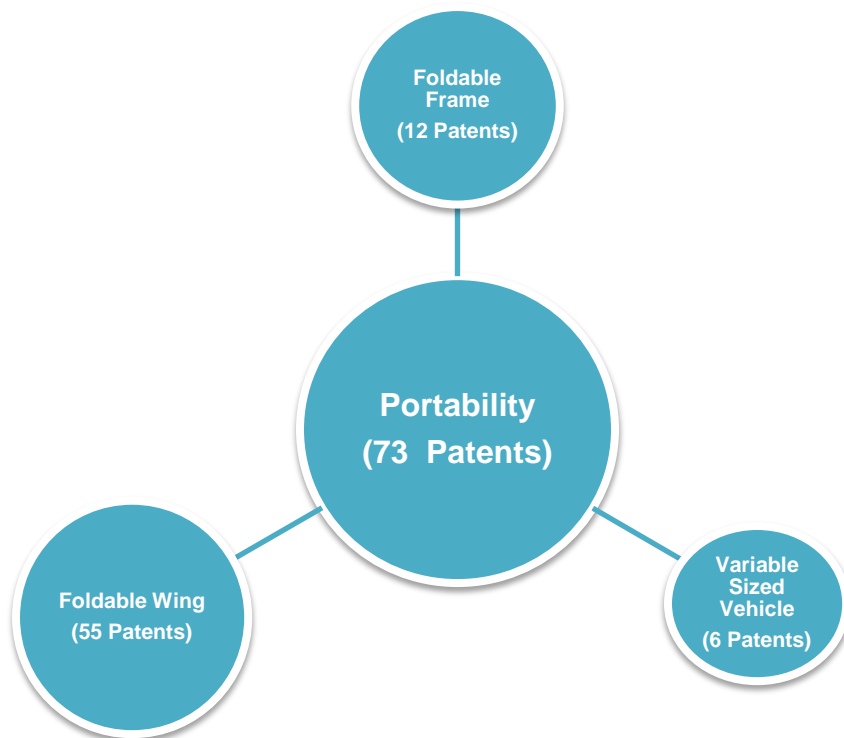 Foldable
Frame
(12 Patents)
Portability
(73 Patents)
Foldable Wing
(55 Patents)
Variable
Sized
Vehicle
(6 Patents)